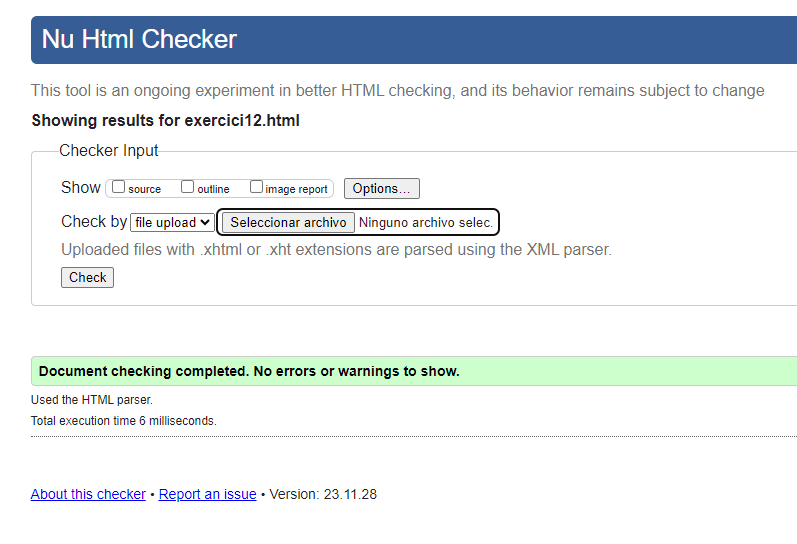 Nu Html Checker
This tool is an ongoing experiment in better HTML checking, and its behavior remains subject to change
Showing results for exercici12.html
Checker Input
Show source outline image report Options...
Check by file upload Seleccionar archivo Ninguno archivo selec.
Uploaded files with .xhtml or .xht extensions are parsed using the XML parser.
Check
Document checking completed. No errors or warnings to show.
Used the HTML parser.
Total execution time 6 milliseconds.
About this checker • Report an issue • Version: 23.11.28